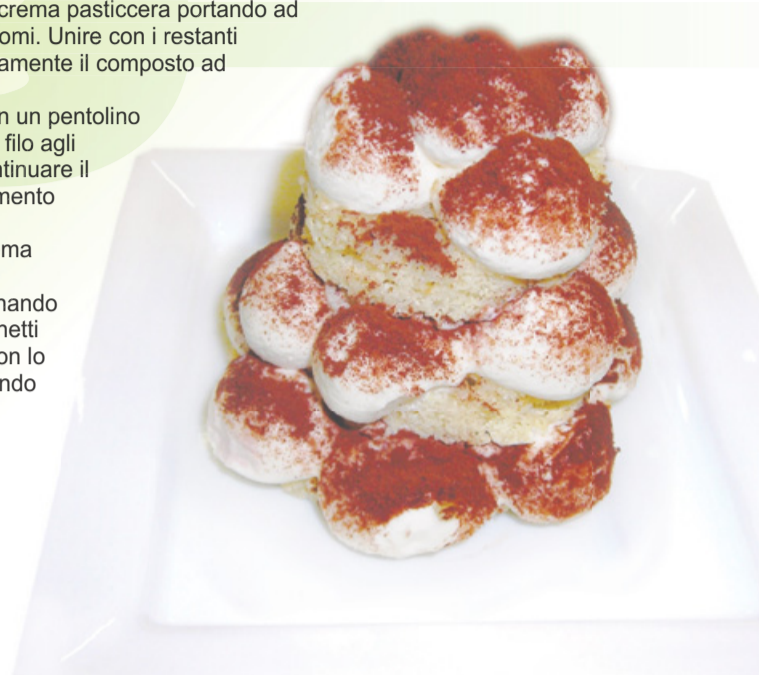 crema pasticcera portando ad
omi. Unire con i restanti
amente il composto ad
n un pentolino
filo agli
ntinuare il
mento
ma
nando
netti
on lo
ndo